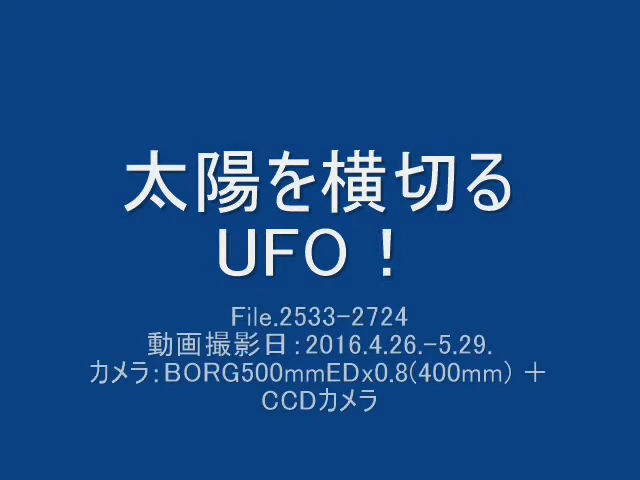 太陽を横切る
UFO！
File.2533-2724
動画撮影日：2016.4.26.-5.29.
カメラ：BORG500mmEDx0.8(400mm) ＋
CCDカメラ